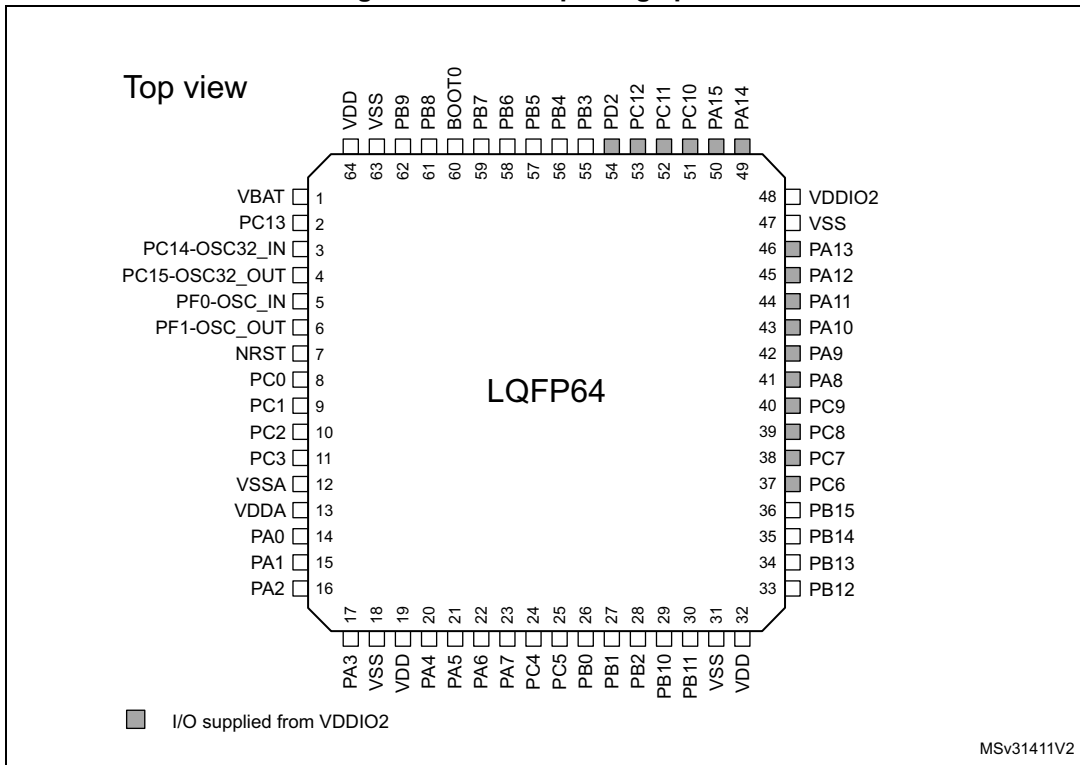 Top view
VDD
VSS
PB9
PB8
BOOT0
PB7
PB6
PB5
PB4
PB3
PD2
PC12
PC11
PC10
PA15
PA14
64
63
62
61
60
59
58
57
56
55
54
53
52
51
50
49
VBAT 1
PC13 2
PC14-OSC32_IN 3
PC15-OSC32_OUT 4
PF0-OSC_IN 5
PF1-OSC_OUT 6
NRST 7
PC0 8
PC1 9
PC2 10
PC3 11
VSSA 12
VDDA 13
PA0 14
PA1 15
PA2 16
LQFP64
48 VDDIO2
47 VSS
46 PA13
45 PA12
44 PA11
43 PA10
42 PA9
41 PA8
40 PC9
39 PC8
38 PC7
37 PC6
36 PB15
35 PB14
34 PB13
33 PB12
17
18
19
20
21
22
23
24
25
26
27
28
29
30
31
32
PA3
VSS
VDD
PA4
PA5
PA6
PA7
PC4
PC5
PB0
PB1
PB2
PB10
PB11
VSS
VDD
I/O supplied from VDDIO2
MSv31411V2